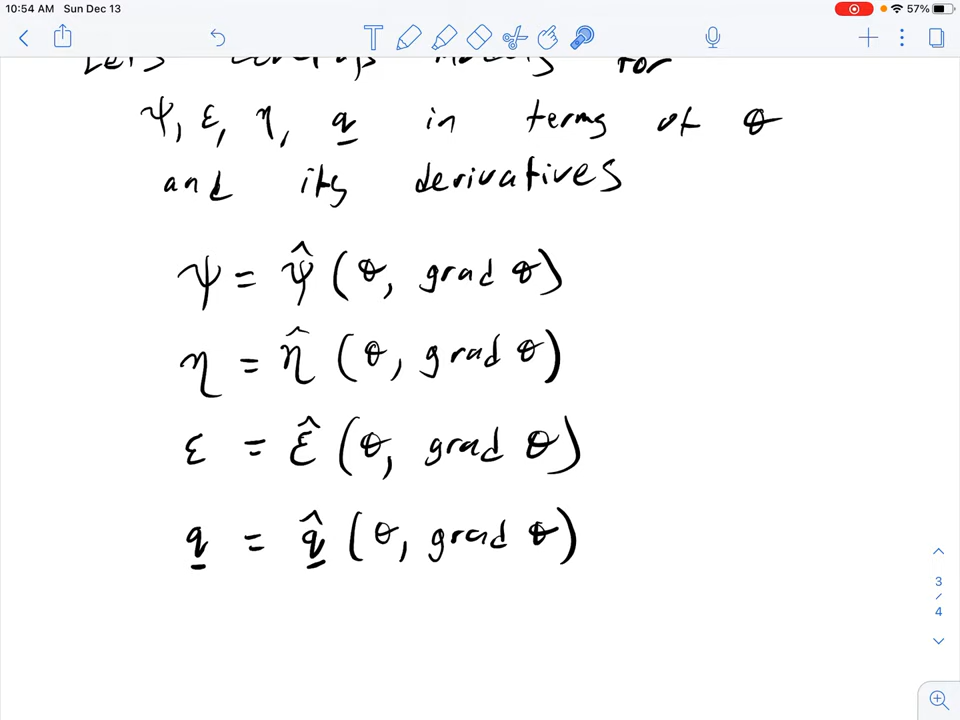 10:54 AM Sun Dec 13
57%
for
ψ, ε, η, q in terms of θ
and its derivatives
ψ = ψ̂ (θ, grad θ)
η = η̂ (θ, grad θ)
ε = ε̂ (θ, grad θ)
q = q̂ (θ, grad θ)
3
/
4